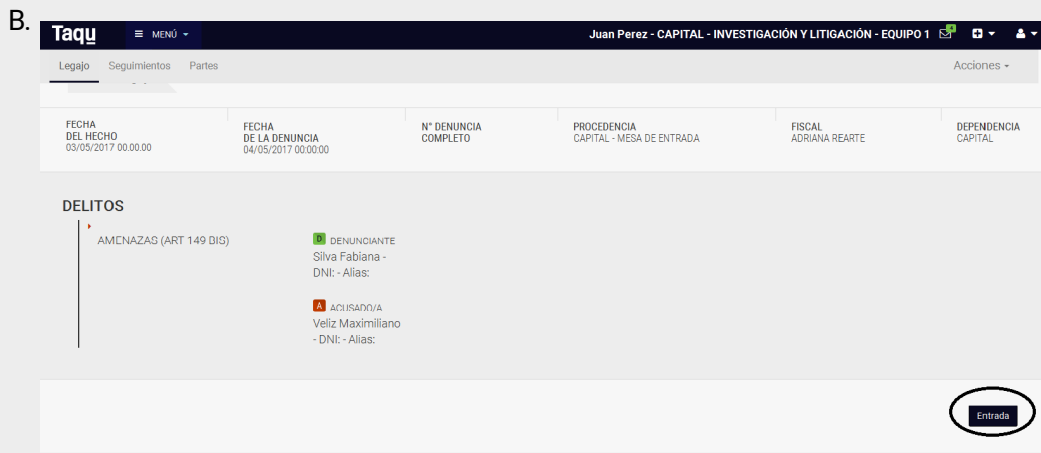 B.
Taqu ≡ MENÚ Juan Perez - CAPITAL - INVESTIGACIÓN Y LITIGACIÓN - EQUIPO 1
Legajo Seguimientos Partes Acciones
FECHA
DEL HECHO
03/05/2017 00:00:00
FECHA
DE LA DENUNCIA
04/05/2017 00:00:00
N° DENUNCIA
COMPLETO
PROCEDENCIA
CAPITAL - MESA DE ENTRADA
FISCAL
ADRIANA REARTE
DEPENDENCIA
CAPITAL
DELITOS
AMENAZAS (ART 149 BIS)
D DENUNCIANTE
Silva Fabiana -
DNI: - Alias:
A ACUSADO/A
Veliz Maximiliano
- DNI: - Alias:
Entrada